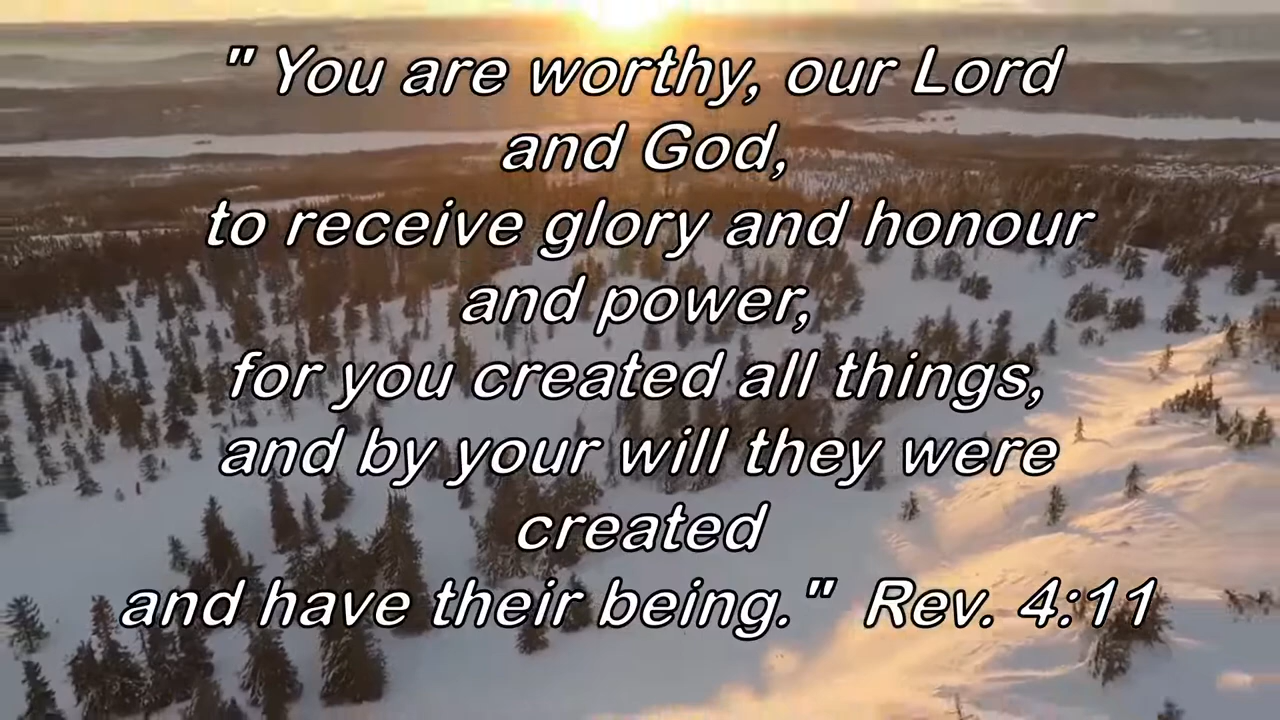 " You are worthy, our Lord
and God,
to receive glory and honour
and power,
for you created all things,
and by your will they were
created
and have their being."  Rev. 4:11